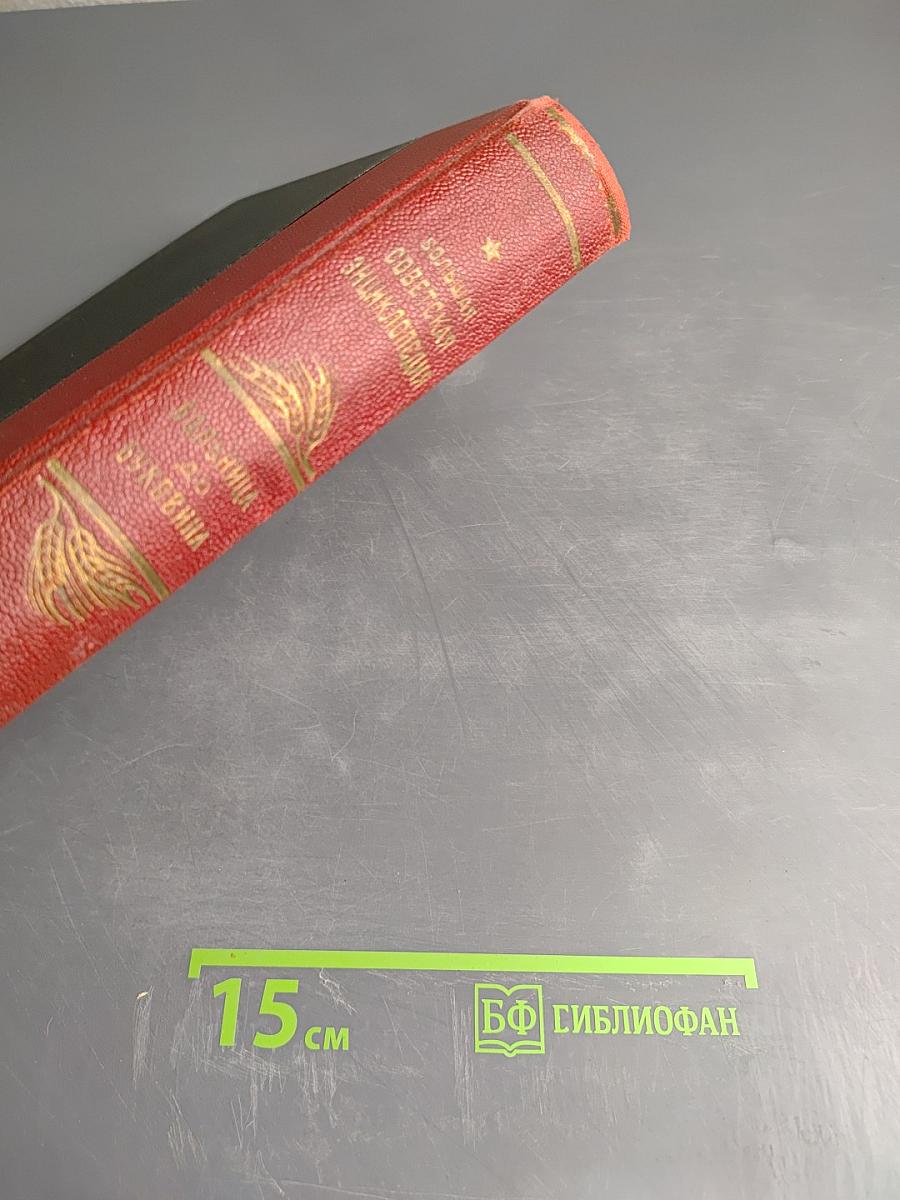 БОЛЬШАЯ
СОВЕТСКАЯ
ЭНЦИКЛОПЕДИЯ
15 см
БФ БИБЛИОФАН